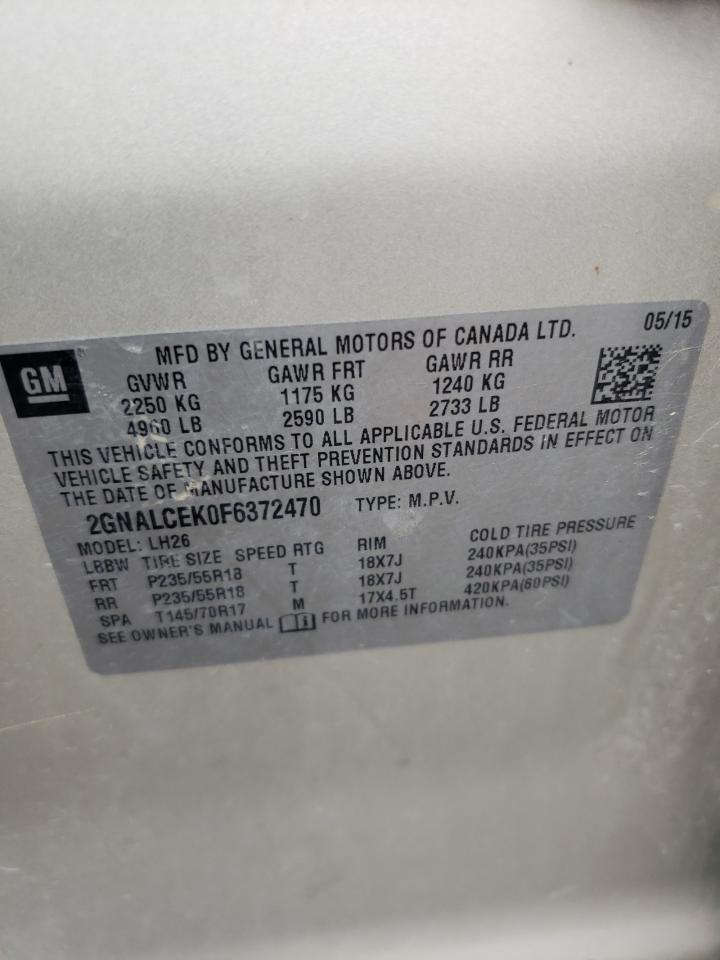 05/15
GM
MFD BY GENERAL MOTORS OF CANADA LTD.
GVWR GAWR FRT GAWR RR
2250 KG 1175 KG 1240 KG
4960 LB 2590 LB 2733 LB
THIS VEHICLE CONFORMS TO ALL APPLICABLE U.S. FEDERAL MOTOR
VEHICLE SAFETY AND THEFT PREVENTION STANDARDS IN EFFECT ON
THE DATE OF MANUFACTURE SHOWN ABOVE.
2GNALCEK0F6372470 TYPE: M.P.V.
MODEL: LH26
LBBW TIRE SIZE SPEED RTG RIM COLD TIRE PRESSURE
FRT P235/55R18 T 18X7J 240KPA(35PSI)
RR P235/55R18 T 18X7J 240KPA(35PSI)
SPA T145/70R17 M 17X4.5T 420KPA(60PSI)
SEE OWNER'S MANUAL FOR MORE INFORMATION.